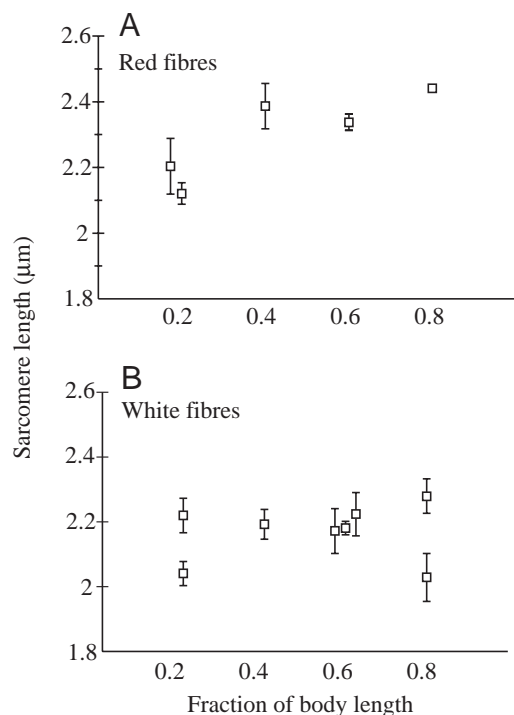 A
Red fibres
2.6
2.4
2.2
2
1.8
0.2 0.4 0.6 0.8
Sarcomere length (µm)
B
White fibres
2.6
2.4
2.2
2
1.8
0.2 0.4 0.6 0.8
Fraction of body length